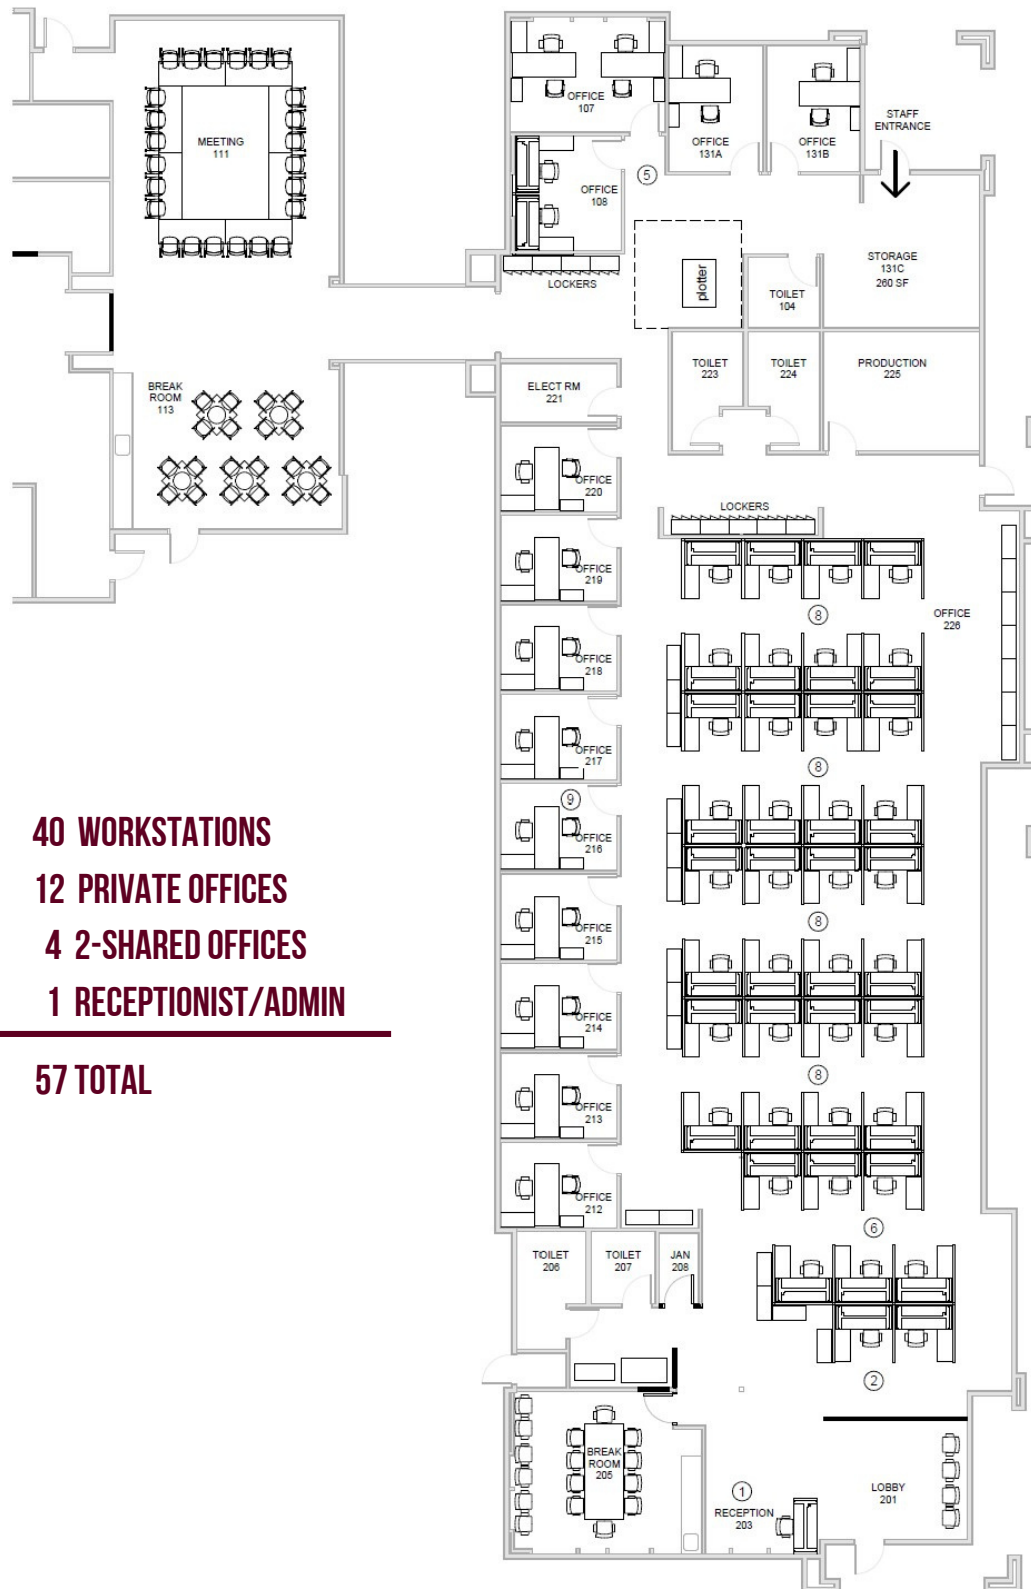 MEETING
111
OFFICE
107
OFFICE
131A
OFFICE
131B
STAFF
ENTRANCE
OFFICE
108
5
LOCKERS
plotter
TOILET
104
STORAGE
131C
260 SF
BREAK
ROOM
113
ELECT RM
221
TOILET
223
TOILET
224
PRODUCTION
225
OFFICE
220
LOCKERS
OFFICE
219
8
OFFICE
226
OFFICE
218
OFFICE
217
8
9
OFFICE
216
40 WORKSTATIONS
12 PRIVATE OFFICES
4 2-SHARED OFFICES
1 RECEPTIONIST/ADMIN
57 TOTAL
OFFICE
215
8
OFFICE
214
8
OFFICE
213
OFFICE
212
6
TOILET
206
TOILET
207
JAN
208
2
BREAK
ROOM
205
1
RECEPTION
203
LOBBY
201